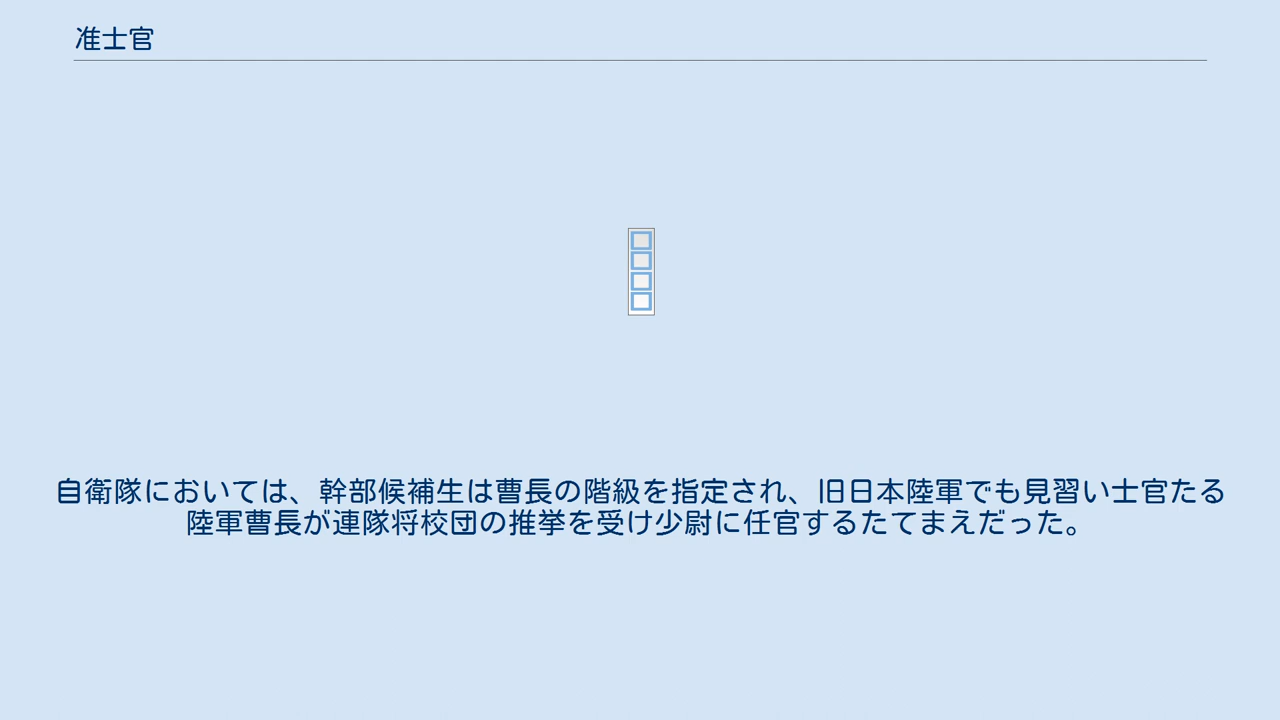 准士官
自衛隊においては、幹部候補生は曹長の階級を指定され、旧日本陸軍でも見習い士官たる
陸軍曹長が連隊将校団の推挙を受け少尉に任官するたてまえだった。